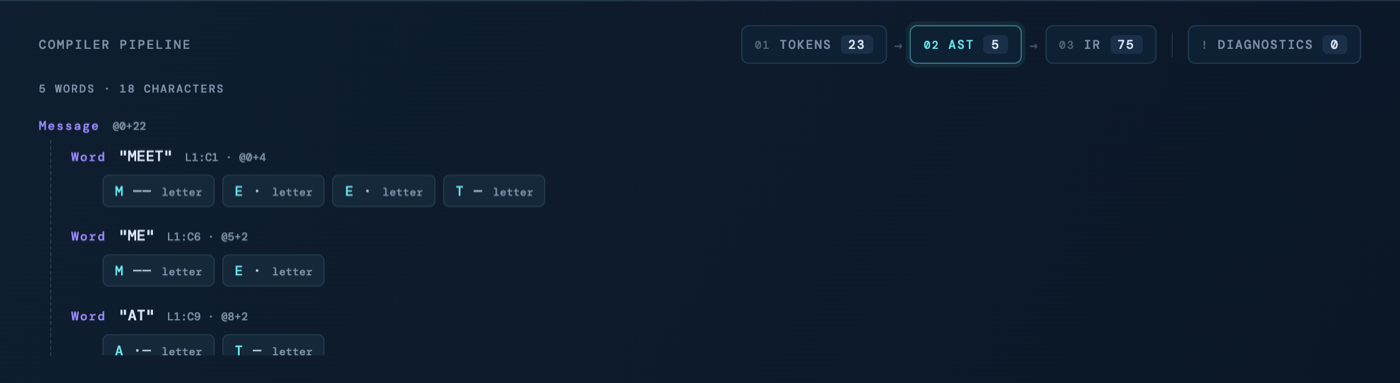 COMPILER PIPELINE 01 TOKENS 23 → 02 AST 5 → 03 IR 75 ! DIAGNOSTICS 0
5 WORDS · 18 CHARACTERS
Message @0+22
Word "MEET" L1:C1 · @0+4
M —— letter E · letter E · letter T — letter
Word "ME" L1:C6 · @5+2
M —— letter E · letter
Word "AT" L1:C9 · @8+2
A ·— letter T — letter